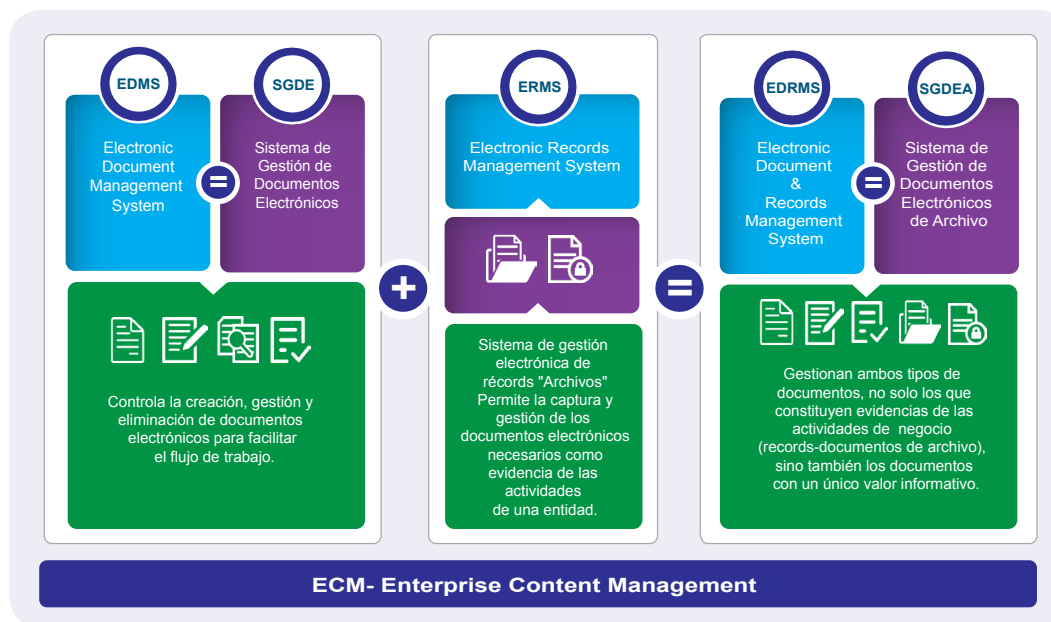 EDMS
SGDE
Electronic
Document
Management
System
=
Sistema de
Gestión de
Documentos
Electrónicos
Controla la creación, gestión y
eliminación de documentos
electrónicos para facilitar
el flujo de trabajo.
+
ERMS
Electronic Records
Management System
Sistema de gestión
electrónica de
récords "Archivos"
Permite la captura y
gestión de los
documentos electrónicos
necesarios como
evidencia de las
actividades
de una entidad.
=
EDRMS
SGDEA
Electronic
Document
&
Records
Management
System
=
Sistema de
Gestión de
Documentos
Electrónicos
de Archivo
Gestionan ambos tipos de
documentos, no solo los que
constituyen evidencias de las
actividades de negocio
(records-documentos de archivo),
sino también los documentos
con un único valor informativo.
ECM- Enterprise Content Management